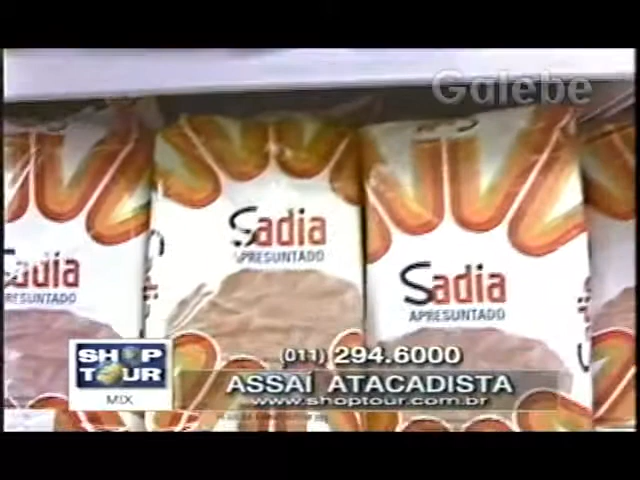 Galebe
Sadia
APRESUNTADO
Sadia
APRESUNTADO
Sadia
APRESUNTADO
SHOP
TOUR
MIX
(011) 294.6000
ASSAÍ ATACADISTA
www.shoptour.com.br